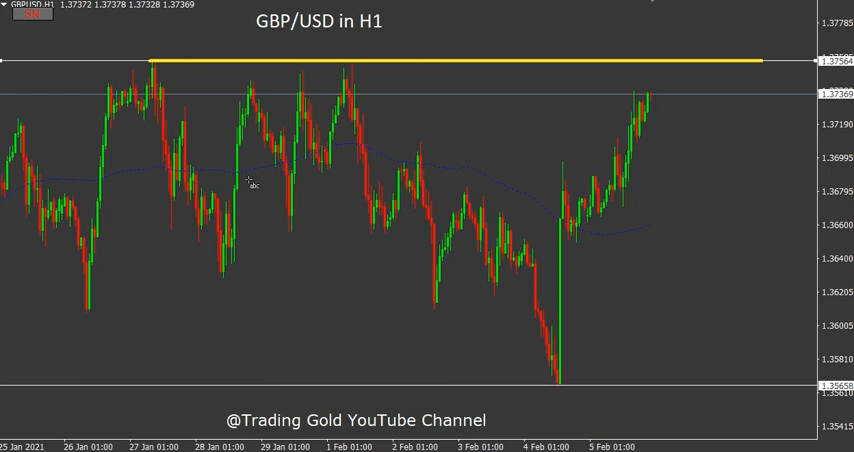 GBPUSD,H1 1.37372 1.37378 1.37328 1.37369
GBP/USD in H1
1.37785
1.37564
1.37369
1.37190
1.36995
1.36795
1.36600
1.36400
1.36205
1.36005
1.35810
1.35658
1.35610
1.35415
abc
@Trading Gold YouTube Channel
25 Jan 2021 26 Jan 01:00 27 Jan 01:00 28 Jan 01:00 29 Jan 01:00 1 Feb 01:00 2 Feb 01:00 3 Feb 01:00 4 Feb 01:00 5 Feb 01:00